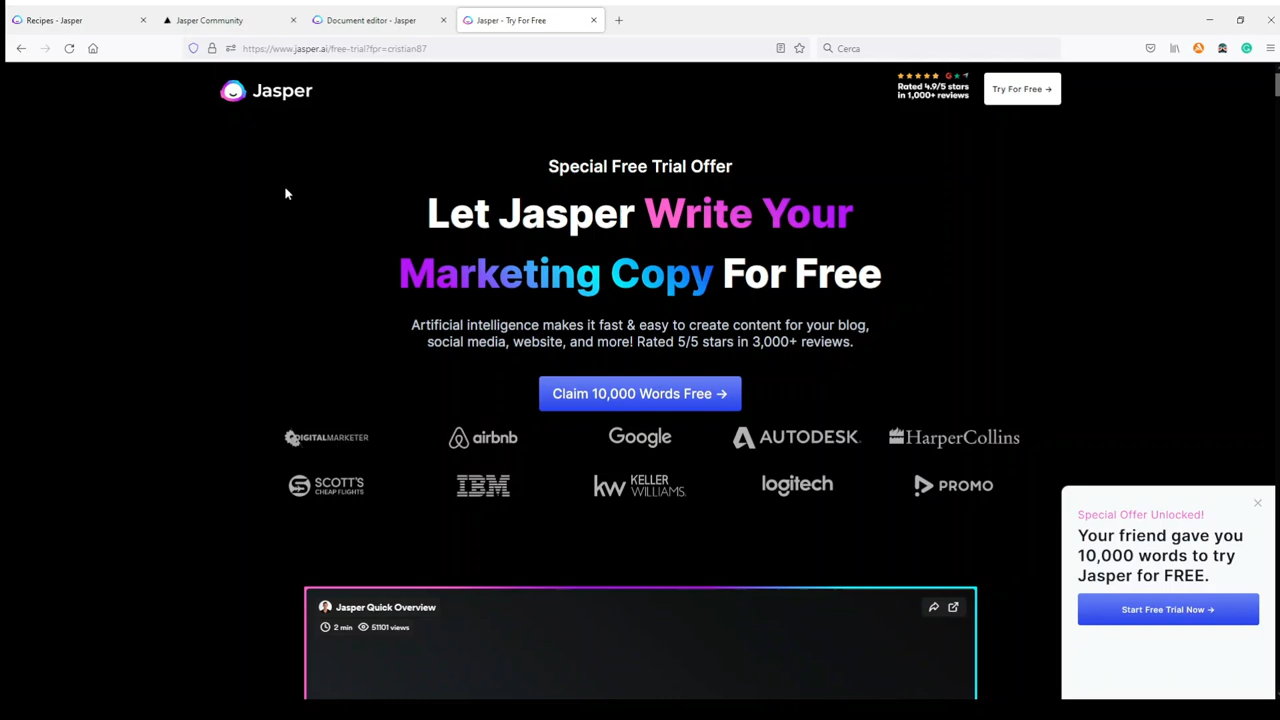 Recipes - Jasper
Jasper Community
Document editor - Jasper
Jasper - Try For Free
https://www.jasper.ai/free-trial?fpr=cristian87
Cerca
Jasper
Rated 4.9/5 stars
in 1,000+ reviews
Try For Free →
Special Free Trial Offer
Let Jasper Write Your
Marketing Copy For Free
Artificial intelligence makes it fast & easy to create content for your blog,
social media, website, and more! Rated 5/5 stars in 3,000+ reviews.
Claim 10,000 Words Free →
DIGITALMARKETER
airbnb
Google
AUTODESK.
HarperCollins
SCOTT'S
CHEAP FLIGHTS
IBM
kw KELLER
WILLIAMS.
logitech
PROMO
Special Offer Unlocked!
Your friend gave you
10,000 words to try
Jasper for FREE.
Start Free Trial Now →
Jasper Quick Overview
2 min 51101 views